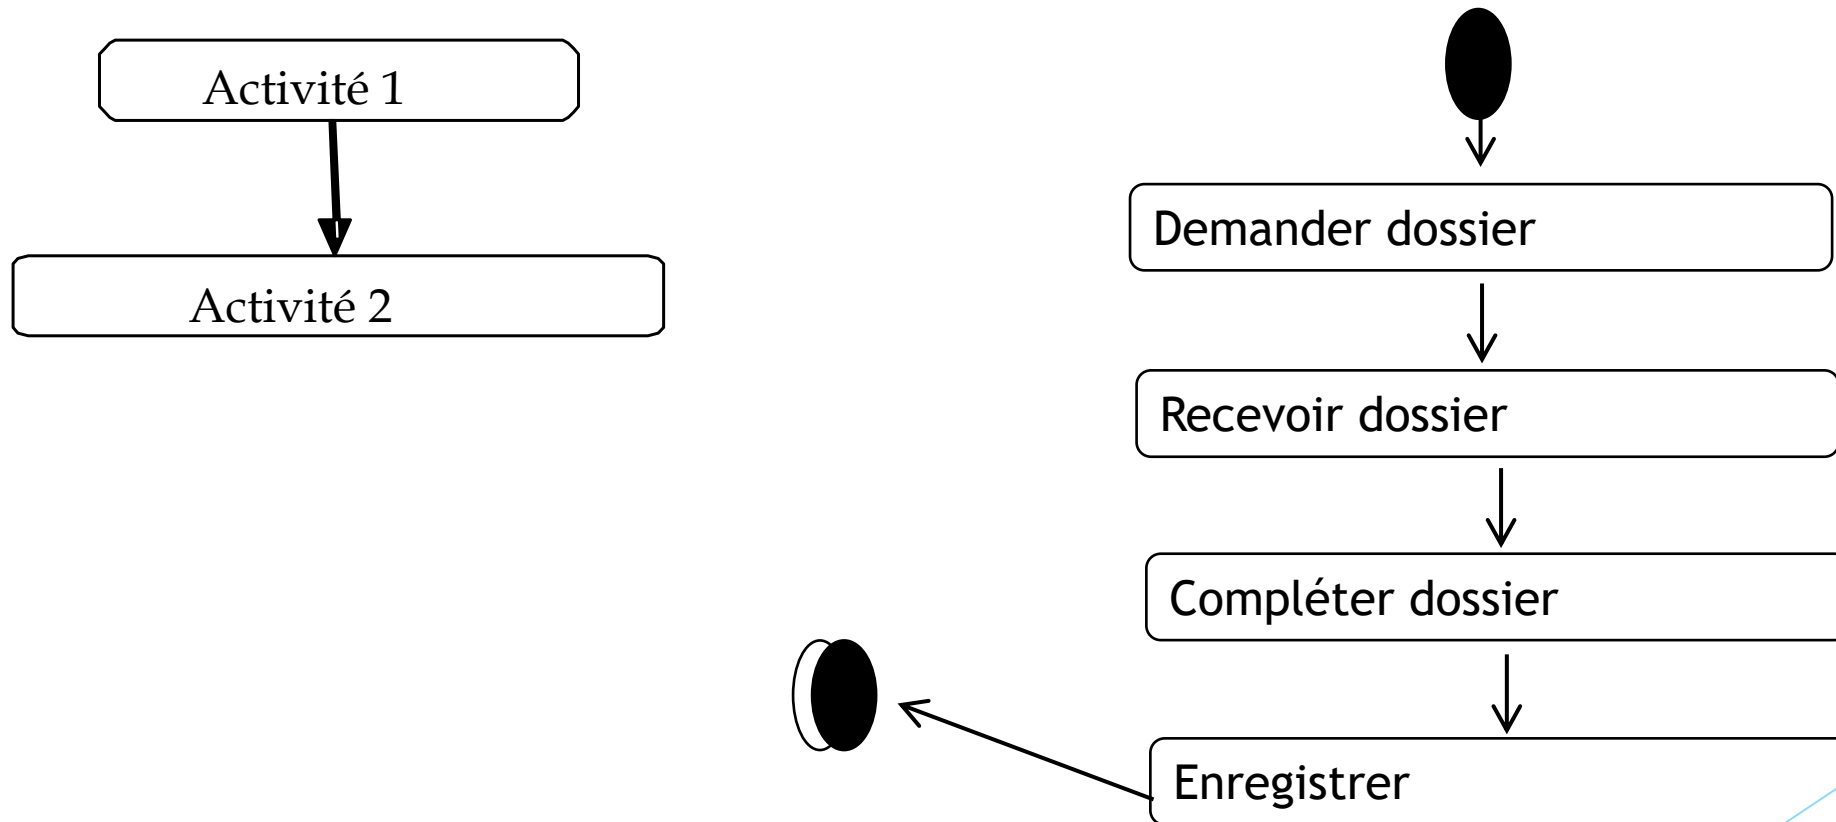 Activité 1
Activité 2
Demander dossier
Recevoir dossier
Compléter dossier
Enregistrer